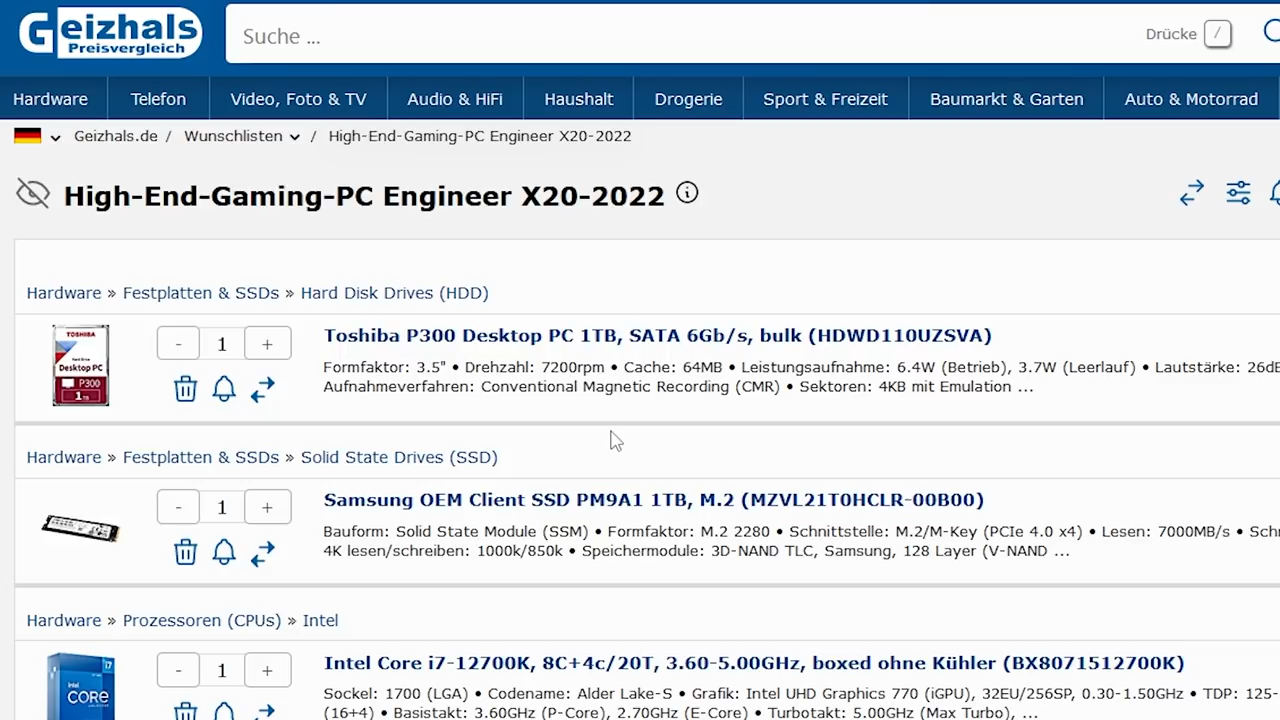 Geizhals
Preisvergleich
Suche ...
Drücke /
Hardware Telefon Video, Foto & TV Audio & HiFi Haushalt Drogerie Sport & Freizeit Baumarkt & Garten Auto & Motorrad
Geizhals.de / Wunschlisten / High-End-Gaming-PC Engineer X20-2022
High-End-Gaming-PC Engineer X20-2022
Hardware » Festplatten & SSDs » Hard Disk Drives (HDD)
TOSHIBA
Desktop PC
P300
1TB
- 1 +
Toshiba P300 Desktop PC 1TB, SATA 6Gb/s, bulk (HDWD110UZSVA)
Formfaktor: 3.5" • Drehzahl: 7200rpm • Cache: 64MB • Leistungsaufnahme: 6.4W (Betrieb), 3.7W (Leerlauf) • Lautstärke: 26dB
Aufnahmeverfahren: Conventional Magnetic Recording (CMR) • Sektoren: 4KB mit Emulation ...
Hardware » Festplatten & SSDs » Solid State Drives (SSD)
- 1 +
Samsung OEM Client SSD PM9A1 1TB, M.2 (MZVL21T0HCLR-00B00)
Bauform: Solid State Module (SSM) • Formfaktor: M.2 2280 • Schnittstelle: M.2/M-Key (PCIe 4.0 x4) • Lesen: 7000MB/s • Sch
4K lesen/schreiben: 1000k/850k • Speichermodule: 3D-NAND TLC, Samsung, 128 Layer (V-NAND ...
Hardware » Prozessoren (CPUs) » Intel
i7
intel
CORE
- 1 +
Intel Core i7-12700K, 8C+4c/20T, 3.60-5.00GHz, boxed ohne Kühler (BX8071512700K)
Sockel: 1700 (LGA) • Codename: Alder Lake-S • Grafik: Intel UHD Graphics 770 (iGPU), 32EU/256SP, 0.30-1.50GHz • TDP: 125-
(16+4) • Basistakt: 3.60GHz (P-Core), 2.70GHz (E-Core) • Turbotakt: 5.00GHz (Max Turbo), ...